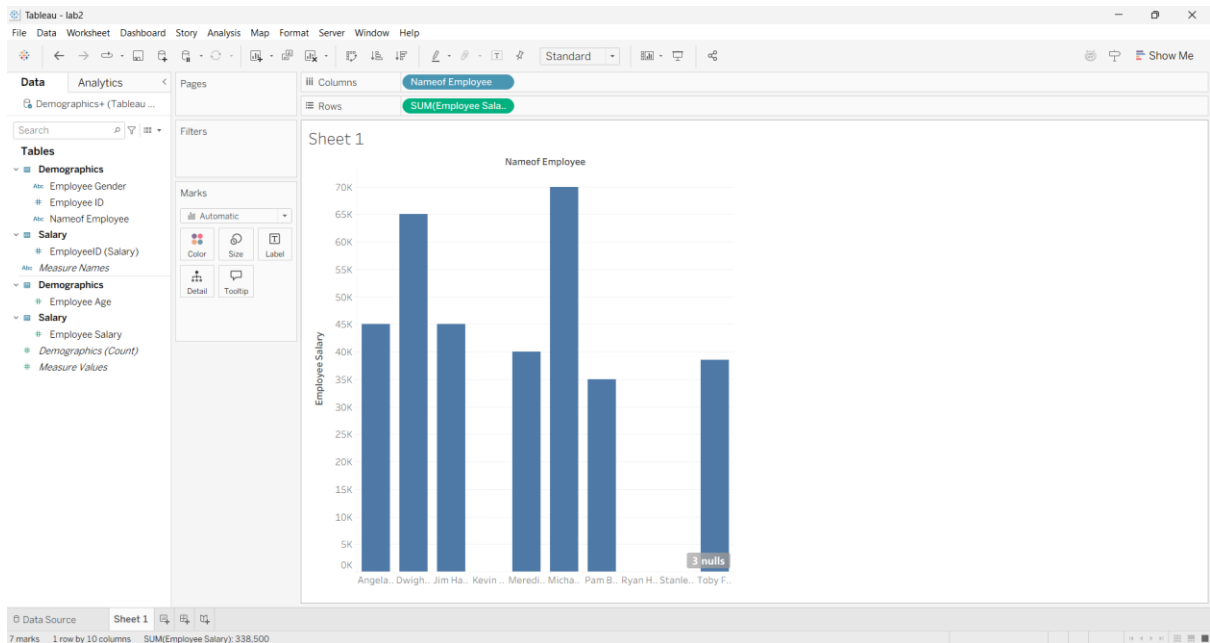 Tableau - lab2
File Data Worksheet Dashboard Story Analysis Map Format Server Window Help
Standard
Show Me
Data Analytics
Demographics+ (Tableau ...
Search
Tables
Demographics
Abc Employee Gender
# Employee ID
Abc Nameof Employee
Salary
# EmployeeID (Salary)
Abc Measure Names
Demographics
# Employee Age
Salary
# Employee Salary
# Demographics (Count)
# Measure Values
Pages
Filters
Marks
Automatic
Color Size Label
Detail Tooltip
Columns Nameof Employee
Rows SUM(Employee Sala..
Sheet 1
Nameof Employee
Employee Salary
70K
65K
60K
55K
50K
45K
40K
35K
30K
25K
20K
15K
10K
5K
0K
3 nulls
Angela.. Dwigh.. Jim Ha.. Kevin .. Meredi.. Micha.. Pam B.. Ryan H.. Stanle.. Toby F..
Data Source Sheet 1
7 marks 1 row by 10 columns SUM(Employee Salary): 338,500